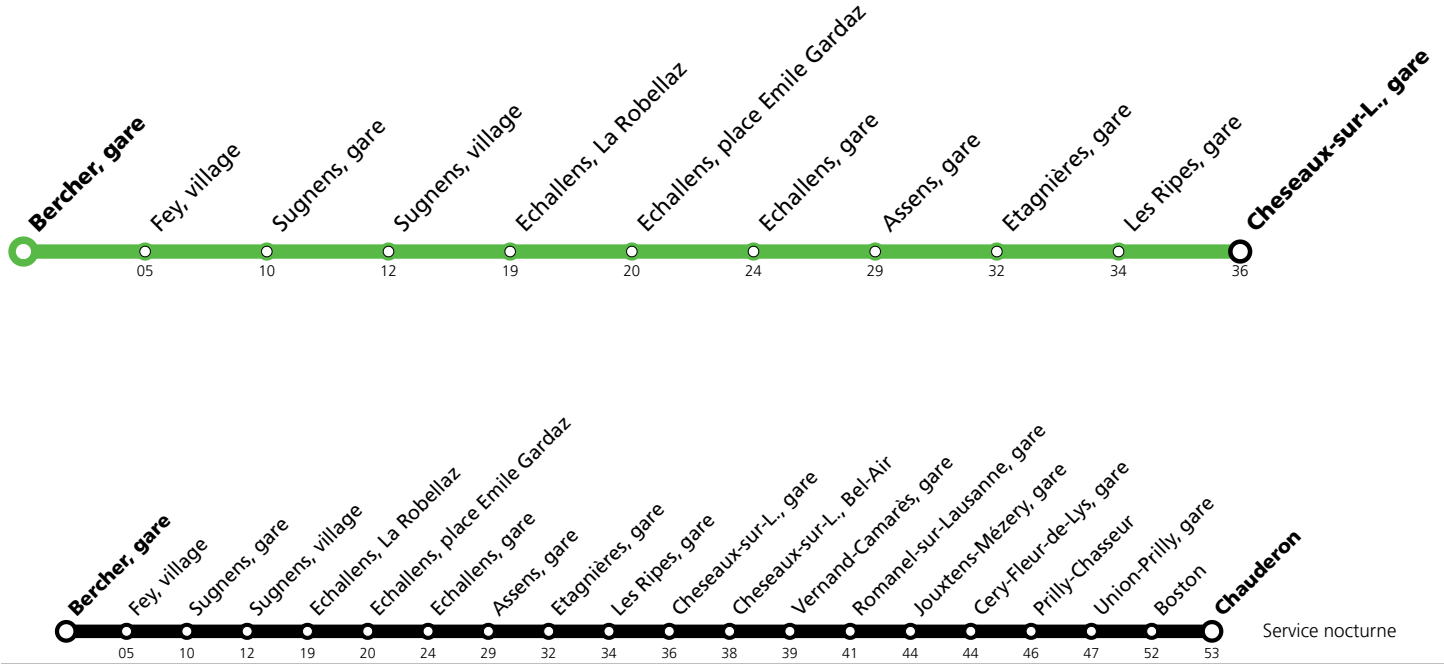 Bercher, gare
Fey, village
Sugnens, gare
Sugnens, village
Echallens, La Robellaz
Echallens, place Emile Gardaz
Echallens, gare
Assens, gare
Etagnières, gare
Les Ripes, gare
Cheseaux-sur-L., gare
05 10 12 19 20 24 29 32 34 36
Bercher, gare
Fey, village
Sugnens, gare
Sugnens, village
Echallens, La Robellaz
Echallens, place Emile Gardaz
Echallens, gare
Assens, gare
Etagnières, gare
Les Ripes, gare
Cheseaux-sur-L., gare
Cheseaux-sur-L., Bel-Air
Vernand-Camarès, gare
Romanel-sur-Lausanne, gare
Jouxtens-Mézery, gare
Cery-Fleur-de-Lys, gare
Prilly-Chasseur
Union-Prilly, gare
Boston
Chauderon
Service nocturne
05 10 12 19 20 24 29 32 34 36 38 39 41 44 44 46 47 52 53